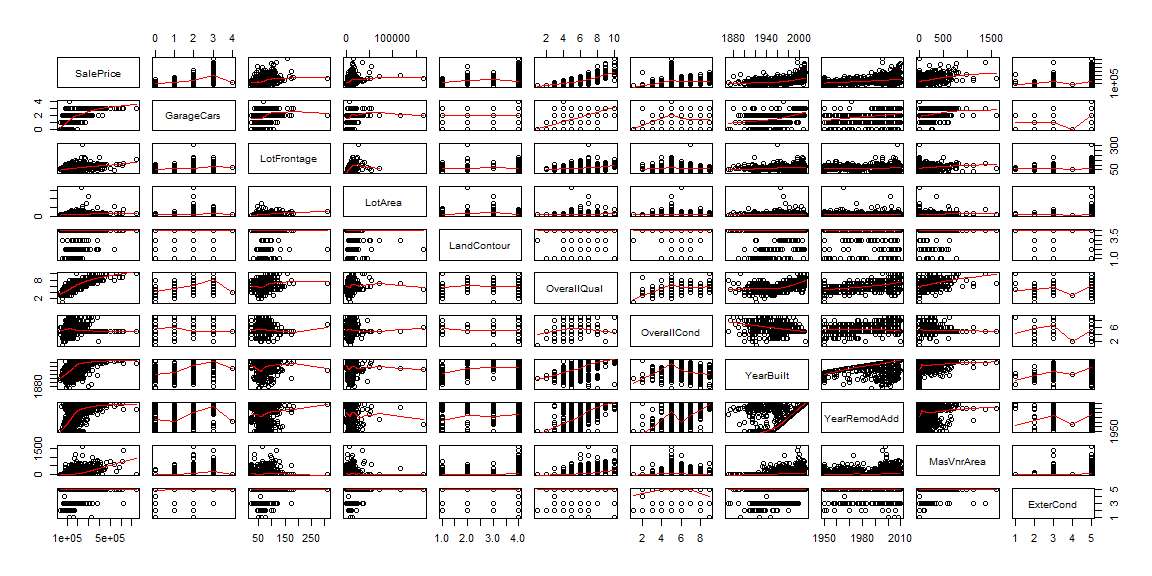 0 1 2 3 4 0 100000 2 4 6 8 10 1880 1940 2000 0 500 1500
SalePrice 1e+05
0 2 4 GarageCars
LotFrontage 50 150 300
0 LotArea
LandContour 1.0 3.5
2 8 OverallQual
OverallCond 2 6
1880 YearBuilt
YearRemodAdd 1950
0 1500 MasVnrArea
ExterCond 1 3 5
1e+05 5e+05 50 150 250 1.0 2.0 3.0 4.0 2 4 6 8 1950 1980 2010 1 2 3 4 5